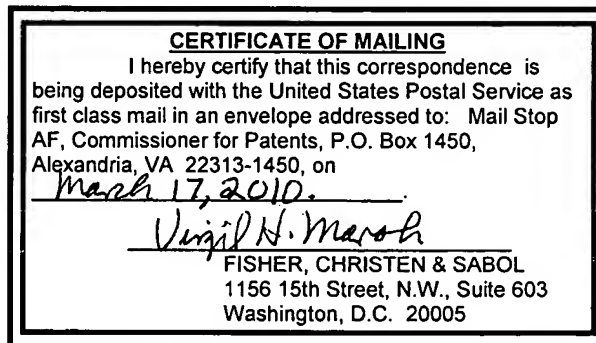 CERTIFICATE OF MAILING
I hereby certify that this correspondence is
being deposited with the United States Postal Service as
first class mail in an envelope addressed to: Mail Stop
AF, Commissioner for Patents, P.O. Box 1450,
Alexandria, VA 22313-1450, on
March 17, 2010.
Virgil H. Marsh
FISHER, CHRISTEN & SABOL
1156 15th Street, N.W., Suite 603
Washington, D.C. 20005